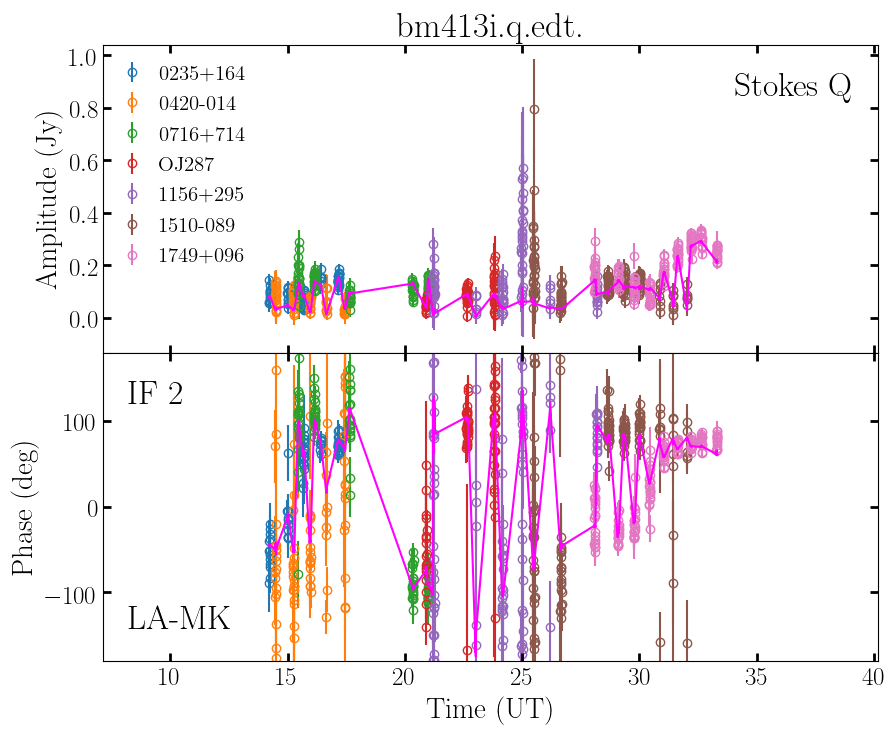 bm413i.q.edt.
Stokes Q
0235+164
0420-014
0716+714
OJ287
1156+295
1510-089
1749+096
Amplitude (Jy)
1.0
0.8
0.6
0.4
0.2
0.0
IF 2
LA-MK
Phase (deg)
100
0
−100
10
15
20
25
30
35
40
Time (UT)